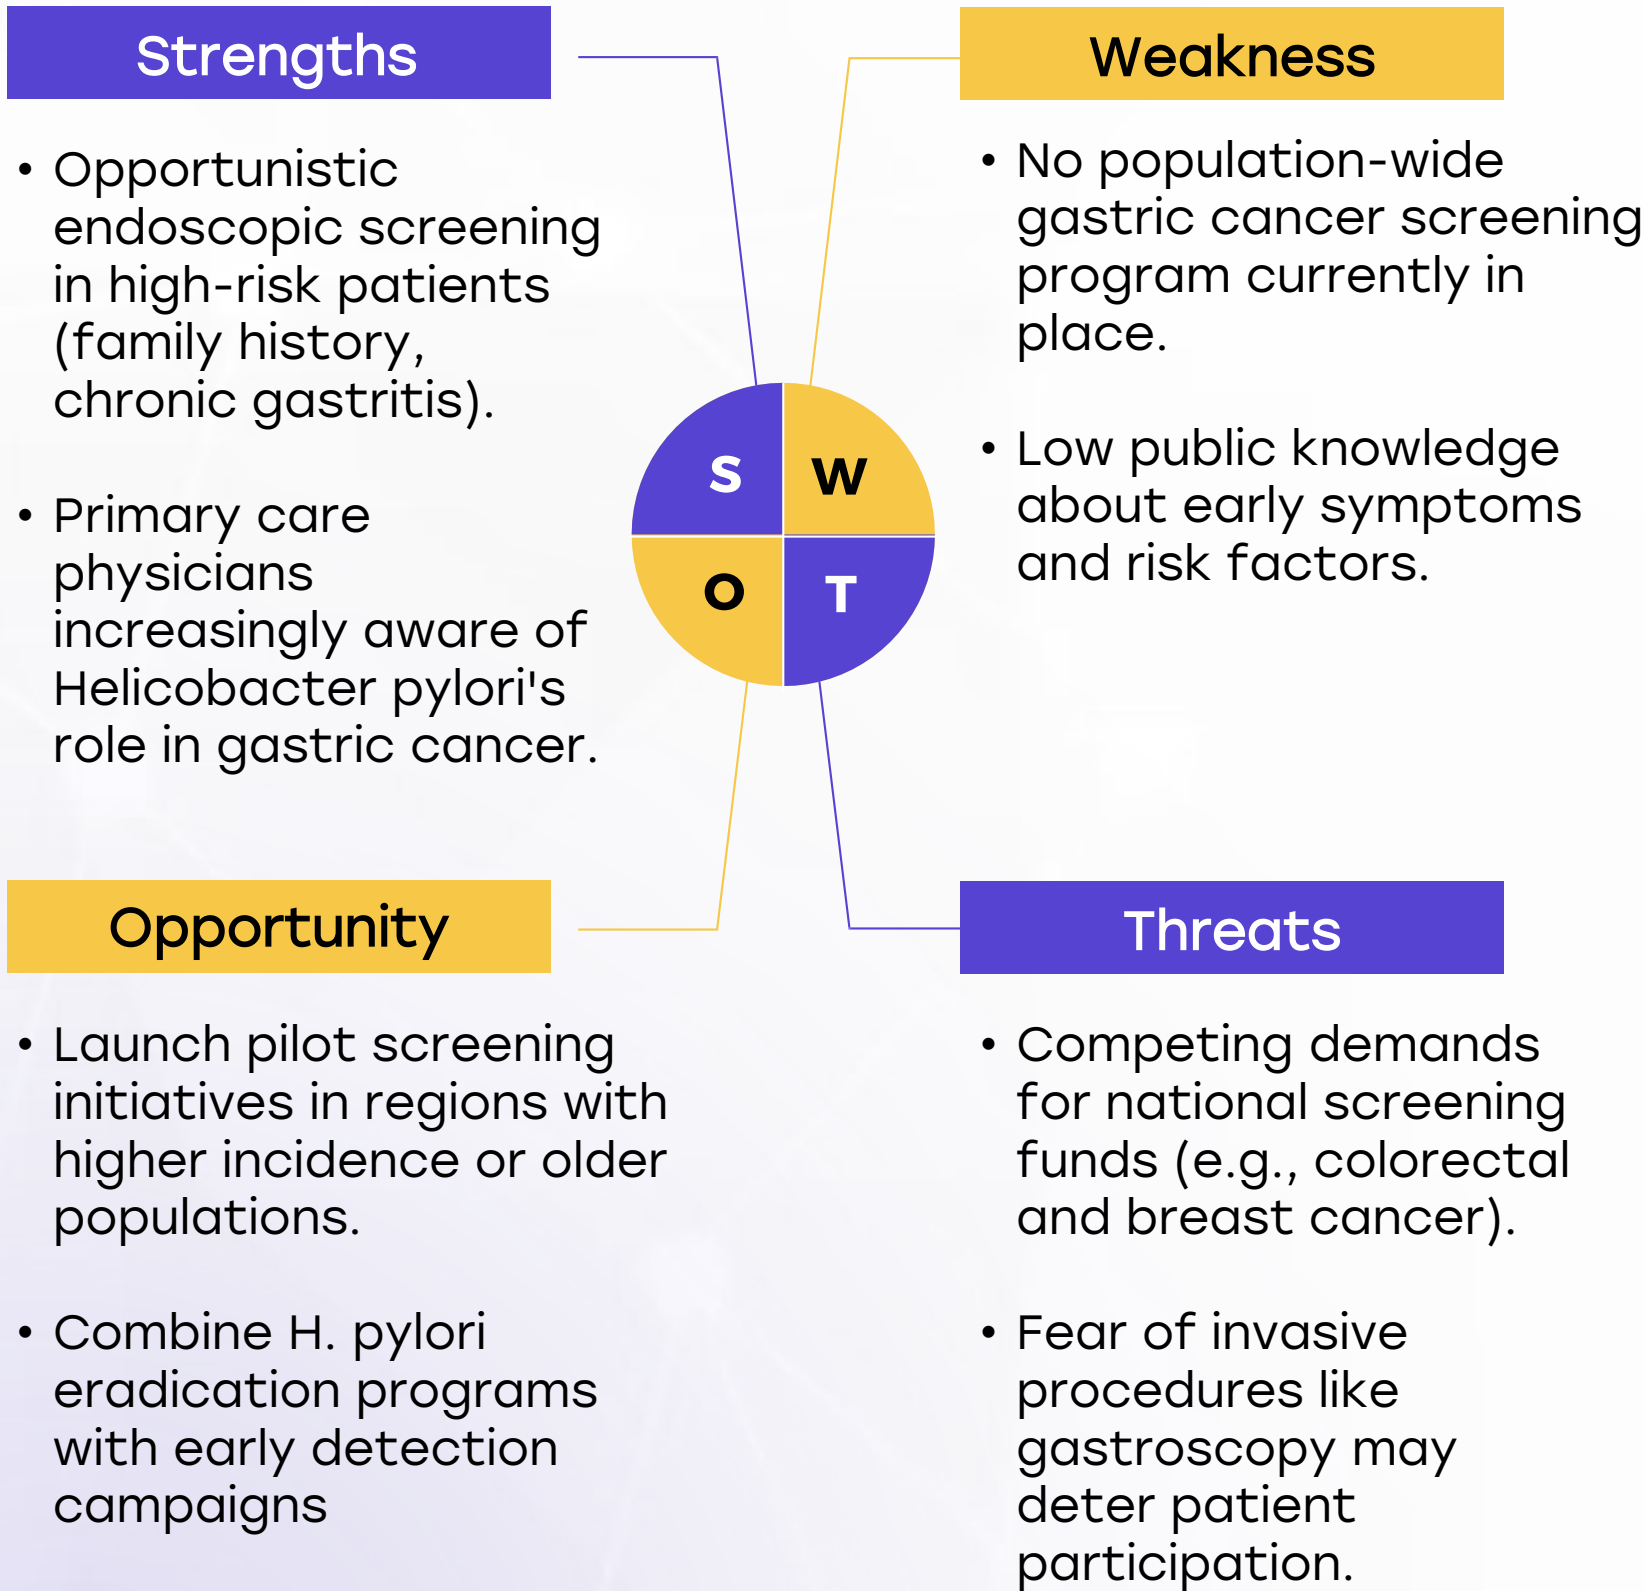 Strengths
• Opportunistic
endoscopic screening
in high-risk patients
(family history,
chronic gastritis).
• Primary care
physicians
increasingly aware of
Helicobacter pylori's
role in gastric cancer.
Weakness
• No population-wide
gastric cancer screening
program currently in
place.
• Low public knowledge
about early symptoms
and risk factors.
S W
O T
Opportunity
• Launch pilot screening
initiatives in regions with
higher incidence or older
populations.
• Combine H. pylori
eradication programs
with early detection
campaigns
Threats
• Competing demands
for national screening
funds (e.g., colorectal
and breast cancer).
• Fear of invasive
procedures like
gastroscopy may
deter patient
participation.